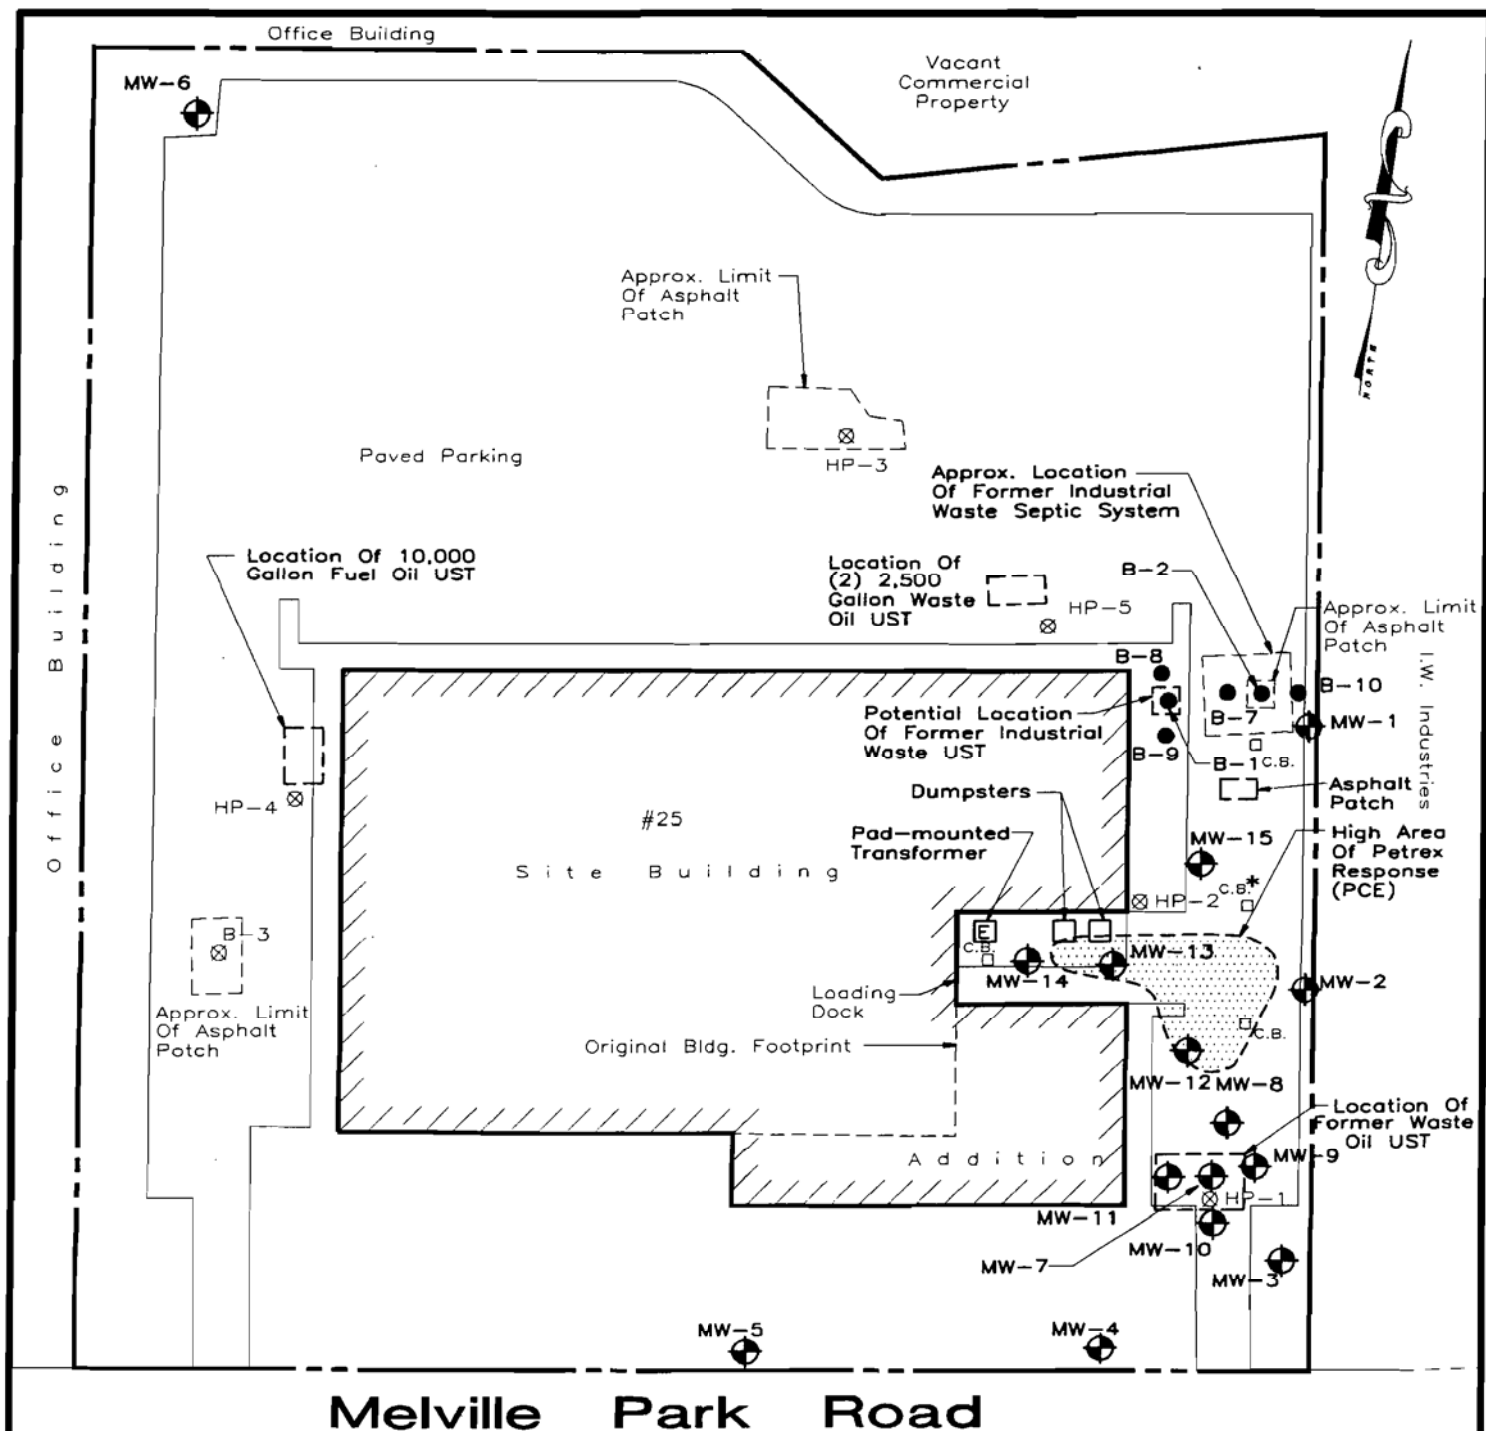 Office Building
Vacant
Commercial
Property
MW-6
NORTH
Approx. Limit
Of Asphalt
Patch
HP-3
Paved Parking
Approx. Location
Of Former Industrial
Waste Septic System
Office Building
Location Of 10,000
Gallon Fuel Oil UST
Location Of
(2) 2,500
Gallon Waste
Oil UST
B-2
HP-5
Approx. Limit
Of Asphalt
Patch
I.W. Industries
B-8
B-10
B-7
MW-1
Potential Location
Of Former Industrial
Waste UST
B-9
B-1
C.B.
Asphalt
Patch
HP-4
#25
Site Building
Dumpsters
Pad-mounted
Transformer
MW-15
High Area
Of Petrex
Response
(PCE)
HP-2
C.B.*
B-3
E
C.B.
MW-13
MW-14
MW-2
Loading
Dock
Approx. Limit
Of Asphalt
Potch
C.B.
Original Bldg. Footprint
MW-12
MW-8
Location Of
Former Waste
Oil UST
Addition
MW-9
HP-1
MW-11
MW-10
MW-7
MW-3
MW-5
MW-4
Melville Park Road